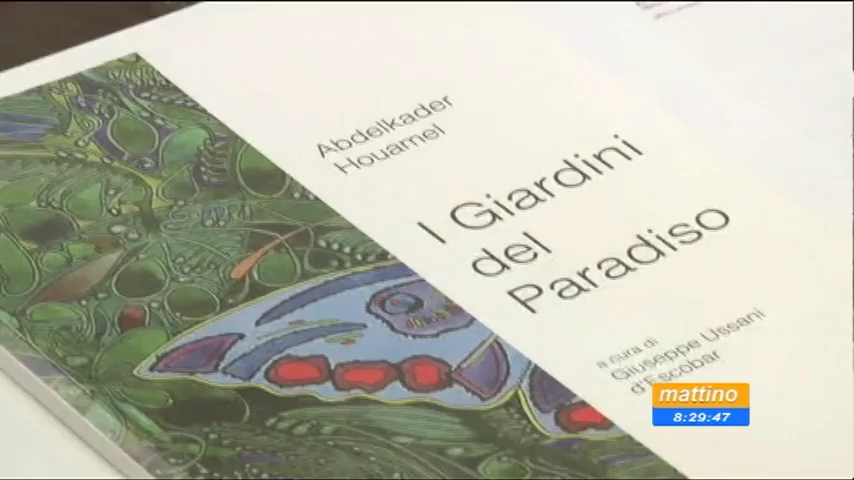 Abdelkader
Houamel
I Giardini
del
Paradiso
a cura di
Giuseppe Ussani
d'Escobar
mattino
8:29:47